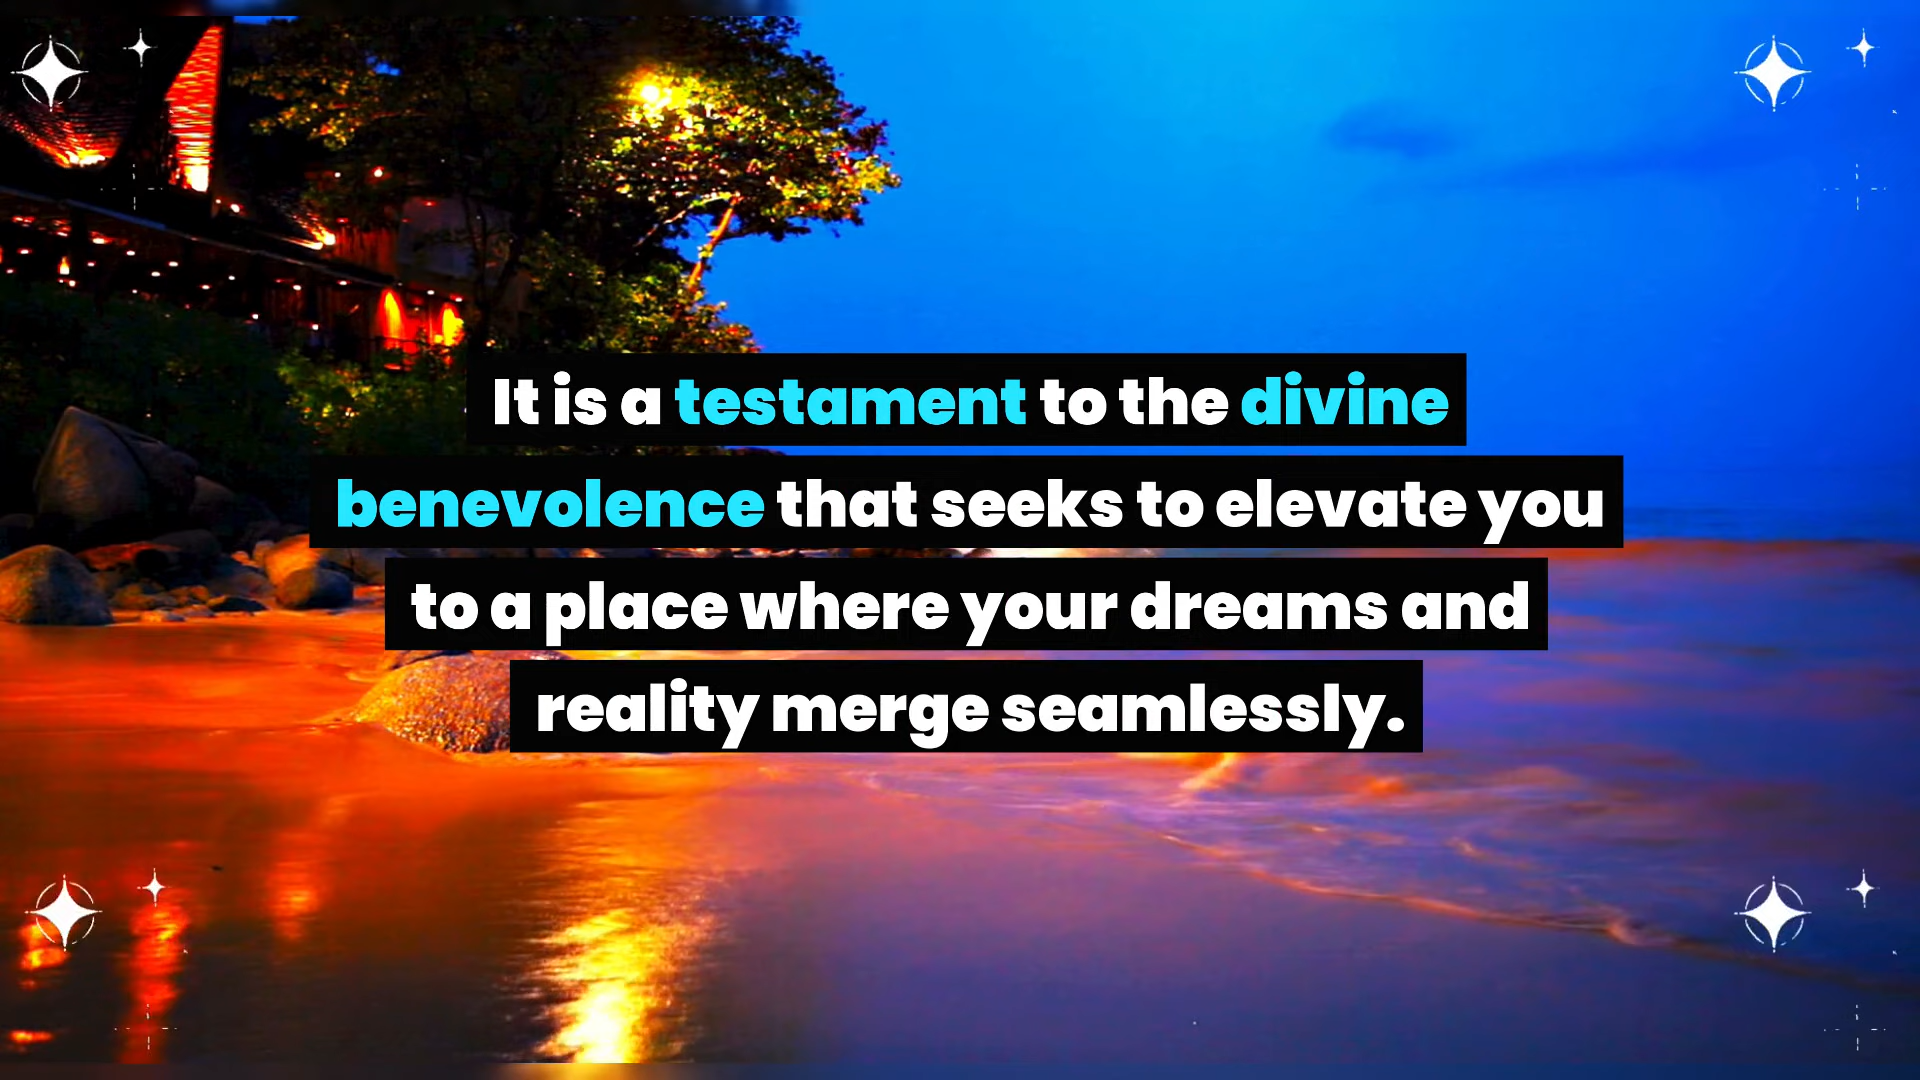 It is a testament to the divine
benevolence that seeks to elevate you
to a place where your dreams and
reality merge seamlessly.